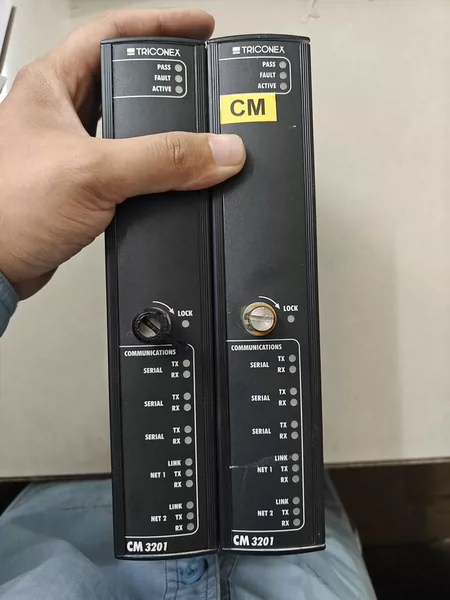 TRICONEX
PASS
FAULT
ACTIVE
LOCK
COMMUNICATIONS
SERIAL TX
RX
SERIAL TX
RX
SERIAL TX
RX
LINK
NET 1 TX
RX
LINK
NET 2 TX
RX
CM 3201
TRICONEX
PASS
FAULT
ACTIVE
CM
LOCK
COMMUNICATIONS
SERIAL TX
RX
SERIAL TX
RX
SERIAL TX
RX
LINK
NET 1 TX
RX
LINK
NET 2 TX
RX
CM 3201